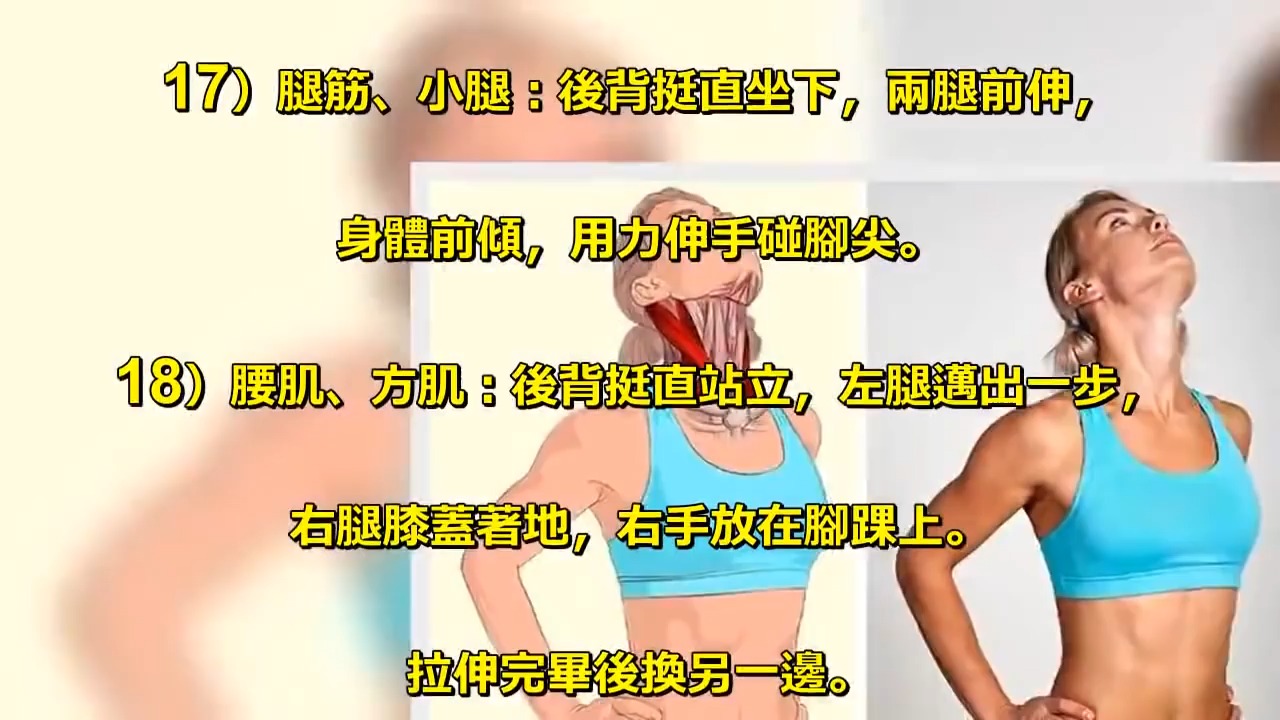 17）腿筋、小腿：後背挺直坐下，兩腿前伸，
身體前傾，用力伸手碰腳尖。
18）腰肌、方肌：後背挺直站立，左腿邁出一步，
右腿膝蓋著地，右手放在腳踝上。
拉伸完畢後換另一邊。